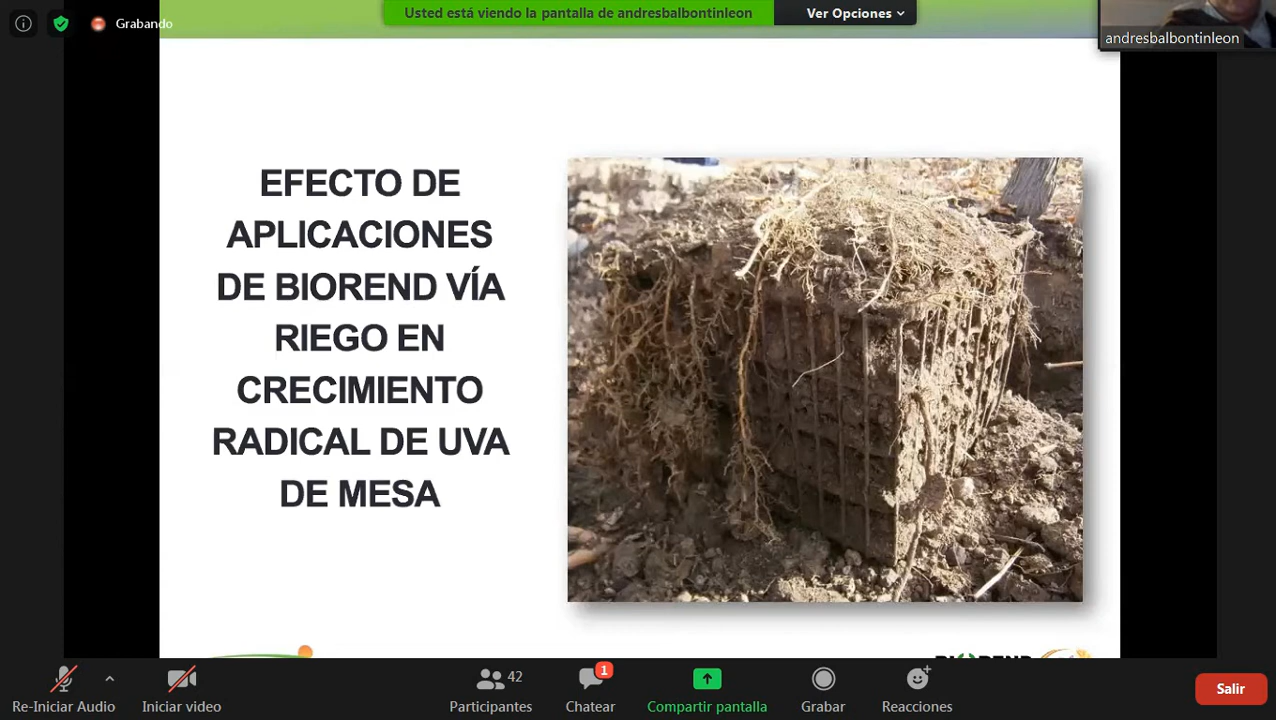 Grabando
Usted está viendo la pantalla de andresbalbontinleon
Ver Opciones
andresbalbontinleon
EFECTO DE
APLICACIONES
DE BIOREND VÍA
RIEGO EN
CRECIMIENTO
RADICAL DE UVA
DE MESA
BIOREND
42
1
Re-Iniciar Audio
Iniciar video
Participantes
Chatear
Compartir pantalla
Grabar
Reacciones
Salir